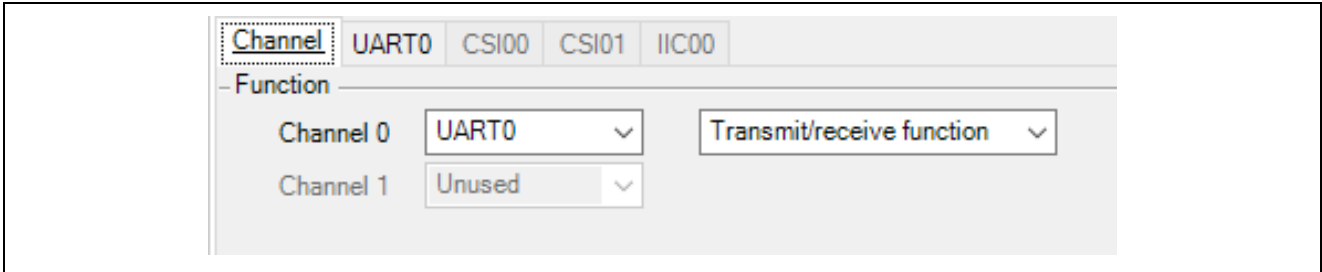 Channel UART0 CSI00 CSI01 IIC00
Function
Channel 0 UART0 Transmit/receive function
Channel 1 Unused